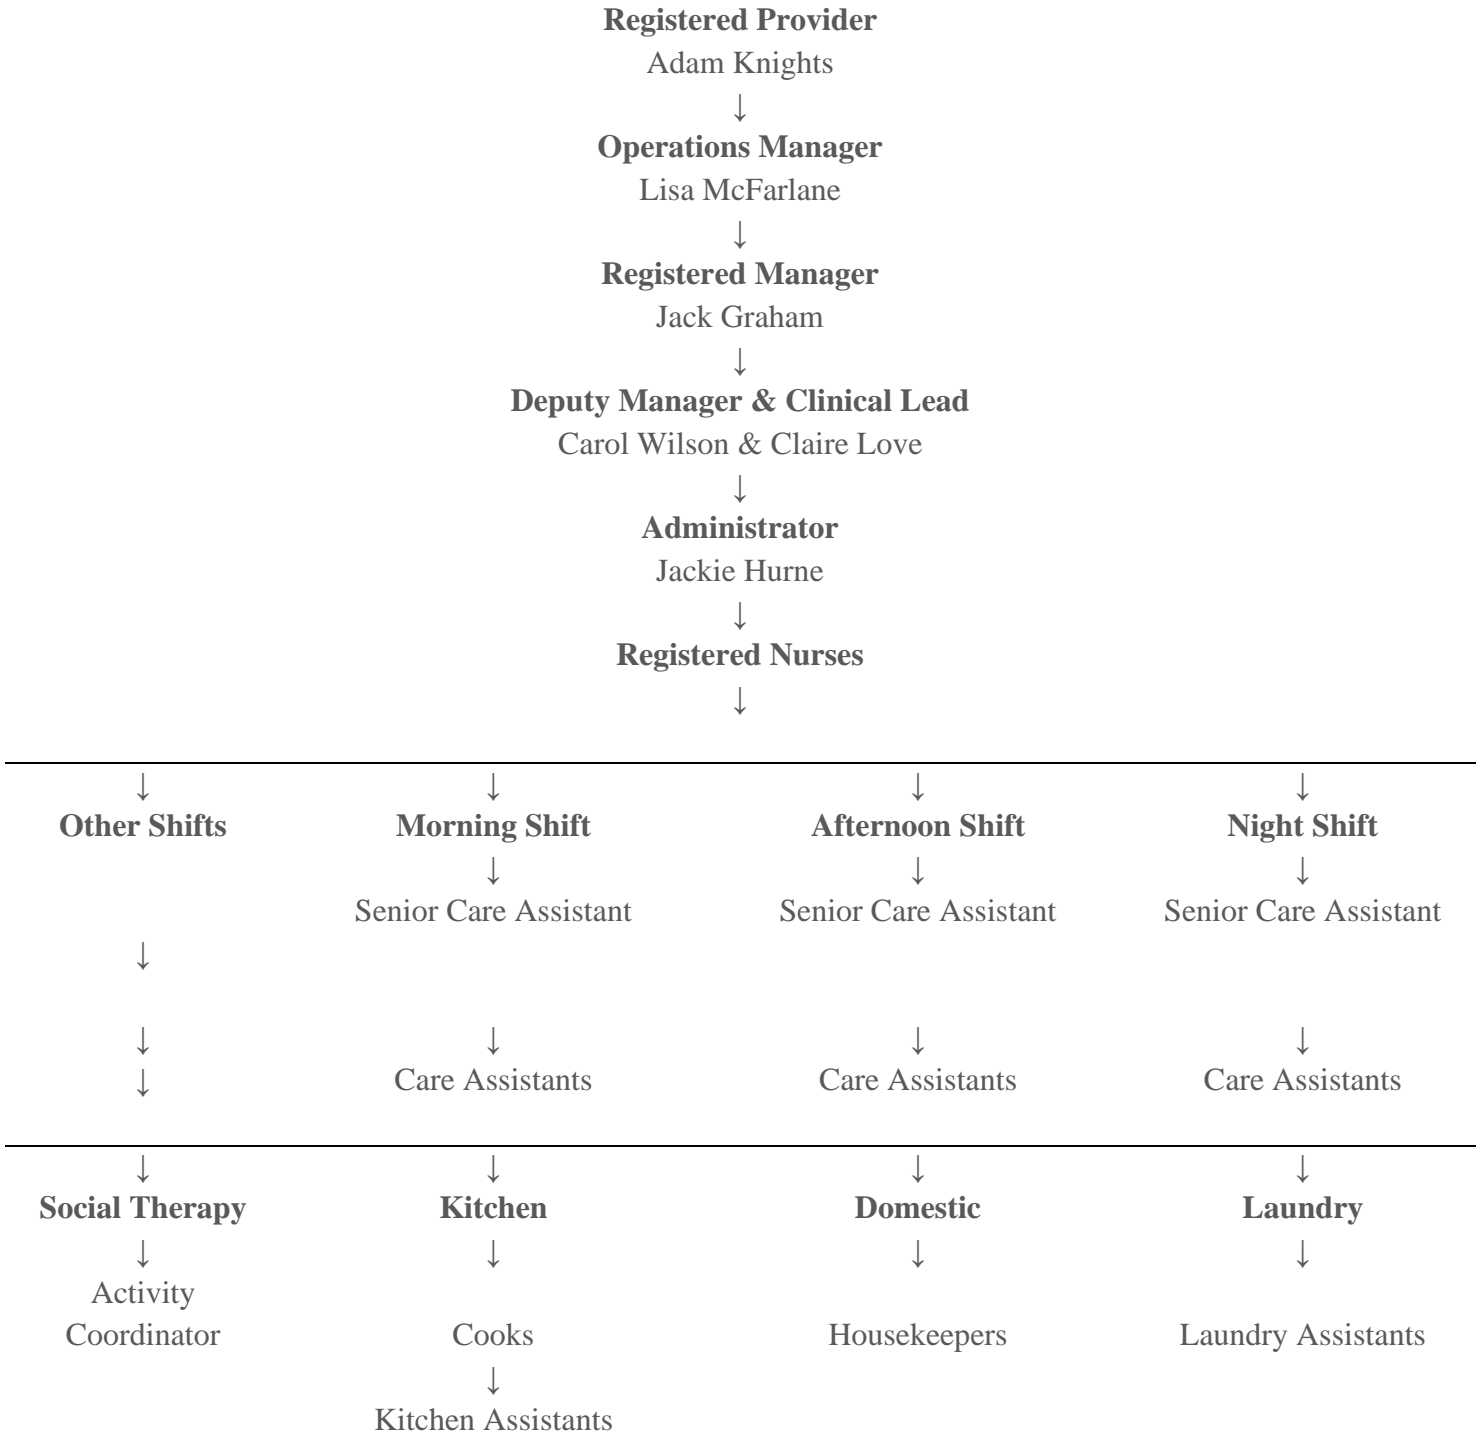 Registered Provider
Adam Knights
↓
Operations Manager
Lisa McFarlane
↓
Registered Manager
Jack Graham
↓
Deputy Manager & Clinical Lead
Carol Wilson & Claire Love
↓
Administrator
Jackie Hurne
↓
Registered Nurses
↓
↓ ↓ ↓ ↓
Other Shifts Morning Shift Afternoon Shift Night Shift
↓ ↓ ↓
Senior Care Assistant Senior Care Assistant Senior Care Assistant
↓
↓ ↓ ↓ ↓
↓ Care Assistants Care Assistants Care Assistants
↓ ↓ ↓ ↓
Social Therapy Kitchen Domestic Laundry
↓ ↓ ↓ ↓
Activity
Coordinator Cooks Housekeepers Laundry Assistants
↓
Kitchen Assistants